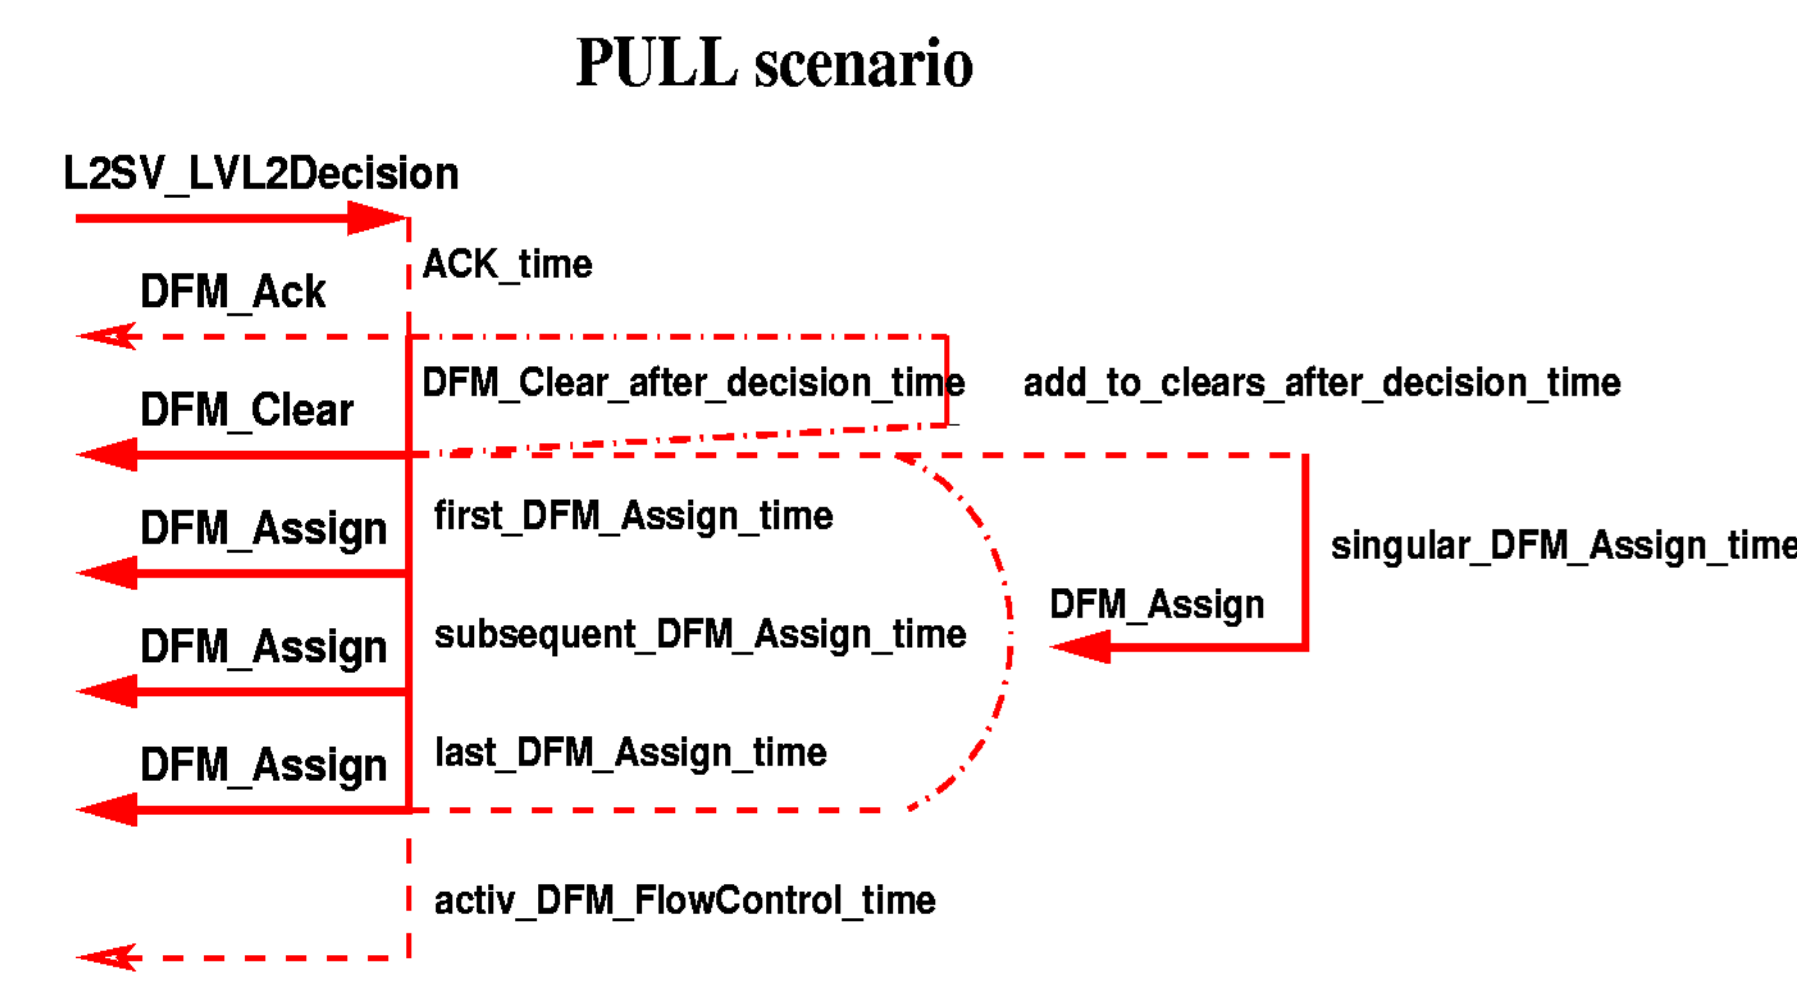 PULL scenario
L2SV_LVL2Decision
ACK_time
DFM_Ack
DFM_Clear_after_decision_time
add_to_clears_after_decision_time
DFM_Clear
first_DFM_Assign_time
DFM_Assign
singular_DFM_Assign_time
DFM_Assign
subsequent_DFM_Assign_time
DFM_Assign
last_DFM_Assign_time
DFM_Assign
activ_DFM_FlowControl_time